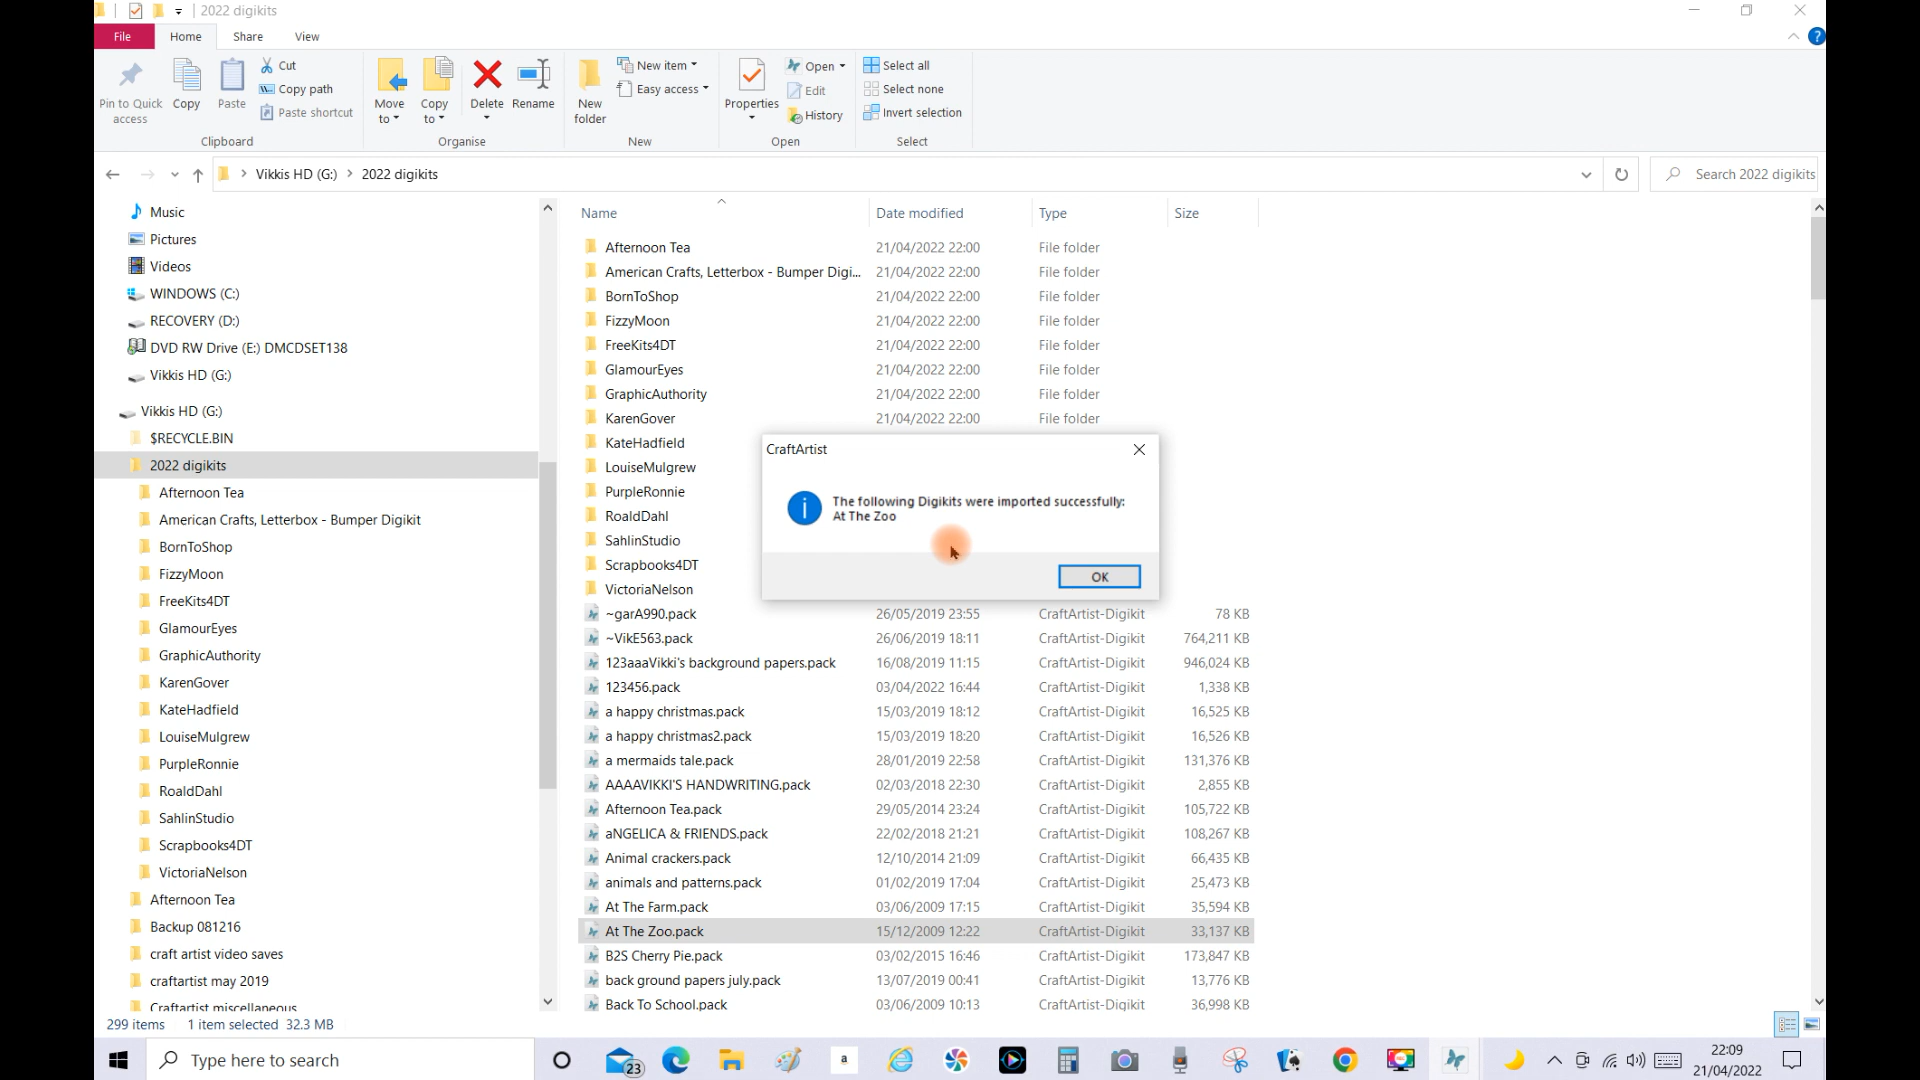 2022 digikits
File Home Share View
Pin to Quick access
Copy
Paste
Cut
Copy path
Paste shortcut
Clipboard
Move to
Copy to
Delete
Rename
Organise
New folder
New item
Easy access
New
Properties
Open
Edit
History
Open
Select all
Select none
Invert selection
Select
Vikkis HD (G:) 2022 digikits
Search 2022 digikits
Music
Pictures
Videos
WINDOWS (C:)
RECOVERY (D:)
DVD RW Drive (E:) DMCDSET138
Vikkis HD (G:)
Vikkis HD (G:)
$RECYCLE.BIN
2022 digikits
Afternoon Tea
American Crafts, Letterbox - Bumper Digikit
BornToShop
FizzyMoon
FreeKits4DT
GlamourEyes
GraphicAuthority
KarenGover
KateHadfield
LouiseMulgrew
PurpleRonnie
RoaldDahl
SahlinStudio
Scrapbooks4DT
VictoriaNelson
Afternoon Tea
Backup 081216
craft artist video saves
craftartist may 2019
Craftartist miscellaneous
Name Date modified Type Size
Afternoon Tea 21/04/2022 22:00 File folder
American Crafts, Letterbox - Bumper Digi... 21/04/2022 22:00 File folder
BornToShop 21/04/2022 22:00 File folder
FizzyMoon 21/04/2022 22:00 File folder
FreeKits4DT 21/04/2022 22:00 File folder
GlamourEyes 21/04/2022 22:00 File folder
GraphicAuthority 21/04/2022 22:00 File folder
KarenGover 21/04/2022 22:00 File folder
KateHadfield
LouiseMulgrew
PurpleRonnie
RoaldDahl
SahlinStudio
Scrapbooks4DT
VictoriaNelson
~garA990.pack 26/05/2019 23:55 CraftArtist-Digikit 78 KB
~VikE563.pack 26/06/2019 18:11 CraftArtist-Digikit 764,211 KB
123aaaVikki's background papers.pack 16/08/2019 11:15 CraftArtist-Digikit 946,024 KB
123456.pack 03/04/2022 16:44 CraftArtist-Digikit 1,338 KB
a happy christmas.pack 15/03/2019 18:12 CraftArtist-Digikit 16,525 KB
a happy christmas2.pack 15/03/2019 18:20 CraftArtist-Digikit 16,526 KB
a mermaids tale.pack 28/01/2019 22:58 CraftArtist-Digikit 131,376 KB
AAAAVIKKI'S HANDWRITING.pack 02/03/2018 22:30 CraftArtist-Digikit 2,855 KB
Afternoon Tea.pack 29/05/2014 23:24 CraftArtist-Digikit 105,722 KB
aNGELICA & FRIENDS.pack 22/02/2018 21:21 CraftArtist-Digikit 108,267 KB
Animal crackers.pack 12/10/2014 21:09 CraftArtist-Digikit 66,435 KB
animals and patterns.pack 01/02/2019 17:04 CraftArtist-Digikit 25,473 KB
At The Farm.pack 03/06/2009 17:15 CraftArtist-Digikit 35,594 KB
At The Zoo.pack 15/12/2009 12:22 CraftArtist-Digikit 33,137 KB
B2S Cherry Pie.pack 03/02/2015 16:46 CraftArtist-Digikit 173,847 KB
back ground papers july.pack 13/07/2019 00:41 CraftArtist-Digikit 13,776 KB
Back To School.pack 03/06/2009 10:13 CraftArtist-Digikit 36,998 KB
CraftArtist
The following Digikits were imported successfully:
At The Zoo
OK
299 items 1 item selected 32.3 MB
Type here to search
23
a
22:09
21/04/2022